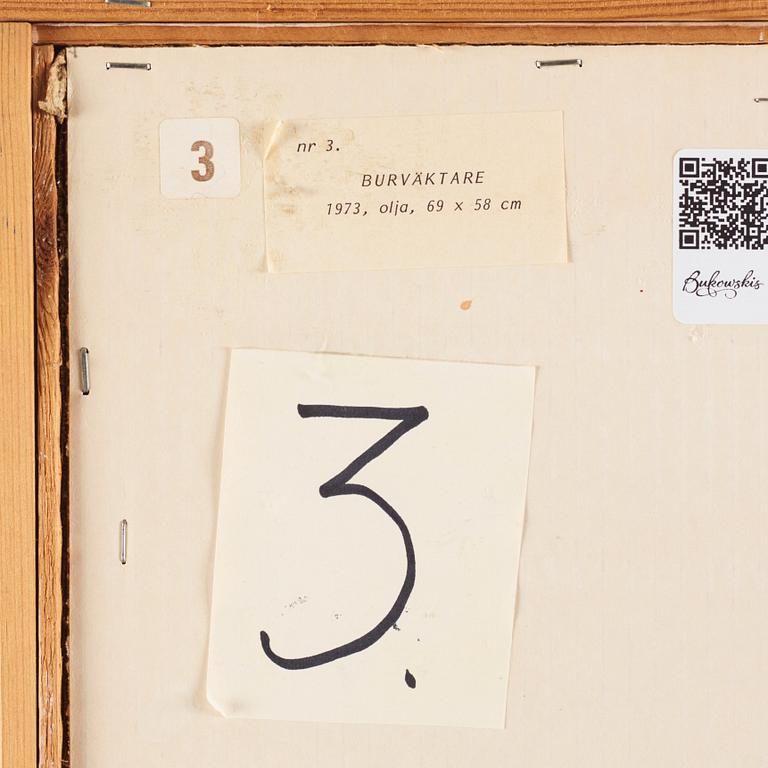 3
nr 3.
BURVÄKTARE
1973, olja, 69 x 58 cm
Bukowskis
3.